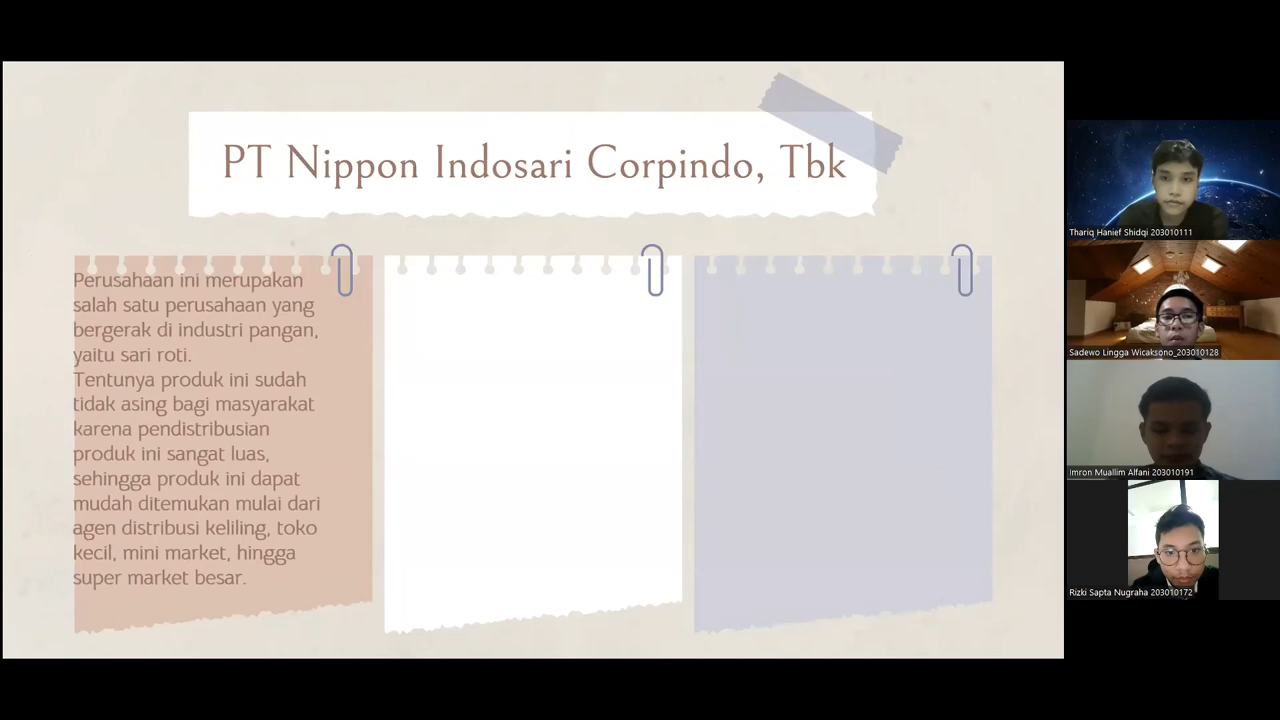 PT Nippon Indosari Corpindo, Tbk
Perusahaan ini merupakan
salah satu perusahaan yang
bergerak di industri pangan,
yaitu sari roti.
Tentunya produk ini sudah
tidak asing bagi masyarakat
karena pendistribusian
produk ini sangat luas,
sehingga produk ini dapat
mudah ditemukan mulai dari
agen distribusi keliling, toko
kecil, mini market, hingga
super market besar.
Thariq Hanief Shidqi 203010111
Sadewo Lingga Wicaksono_203010128
Imron Muallim Alfani 203010191
Rizki Sapta Nugraha 203010172